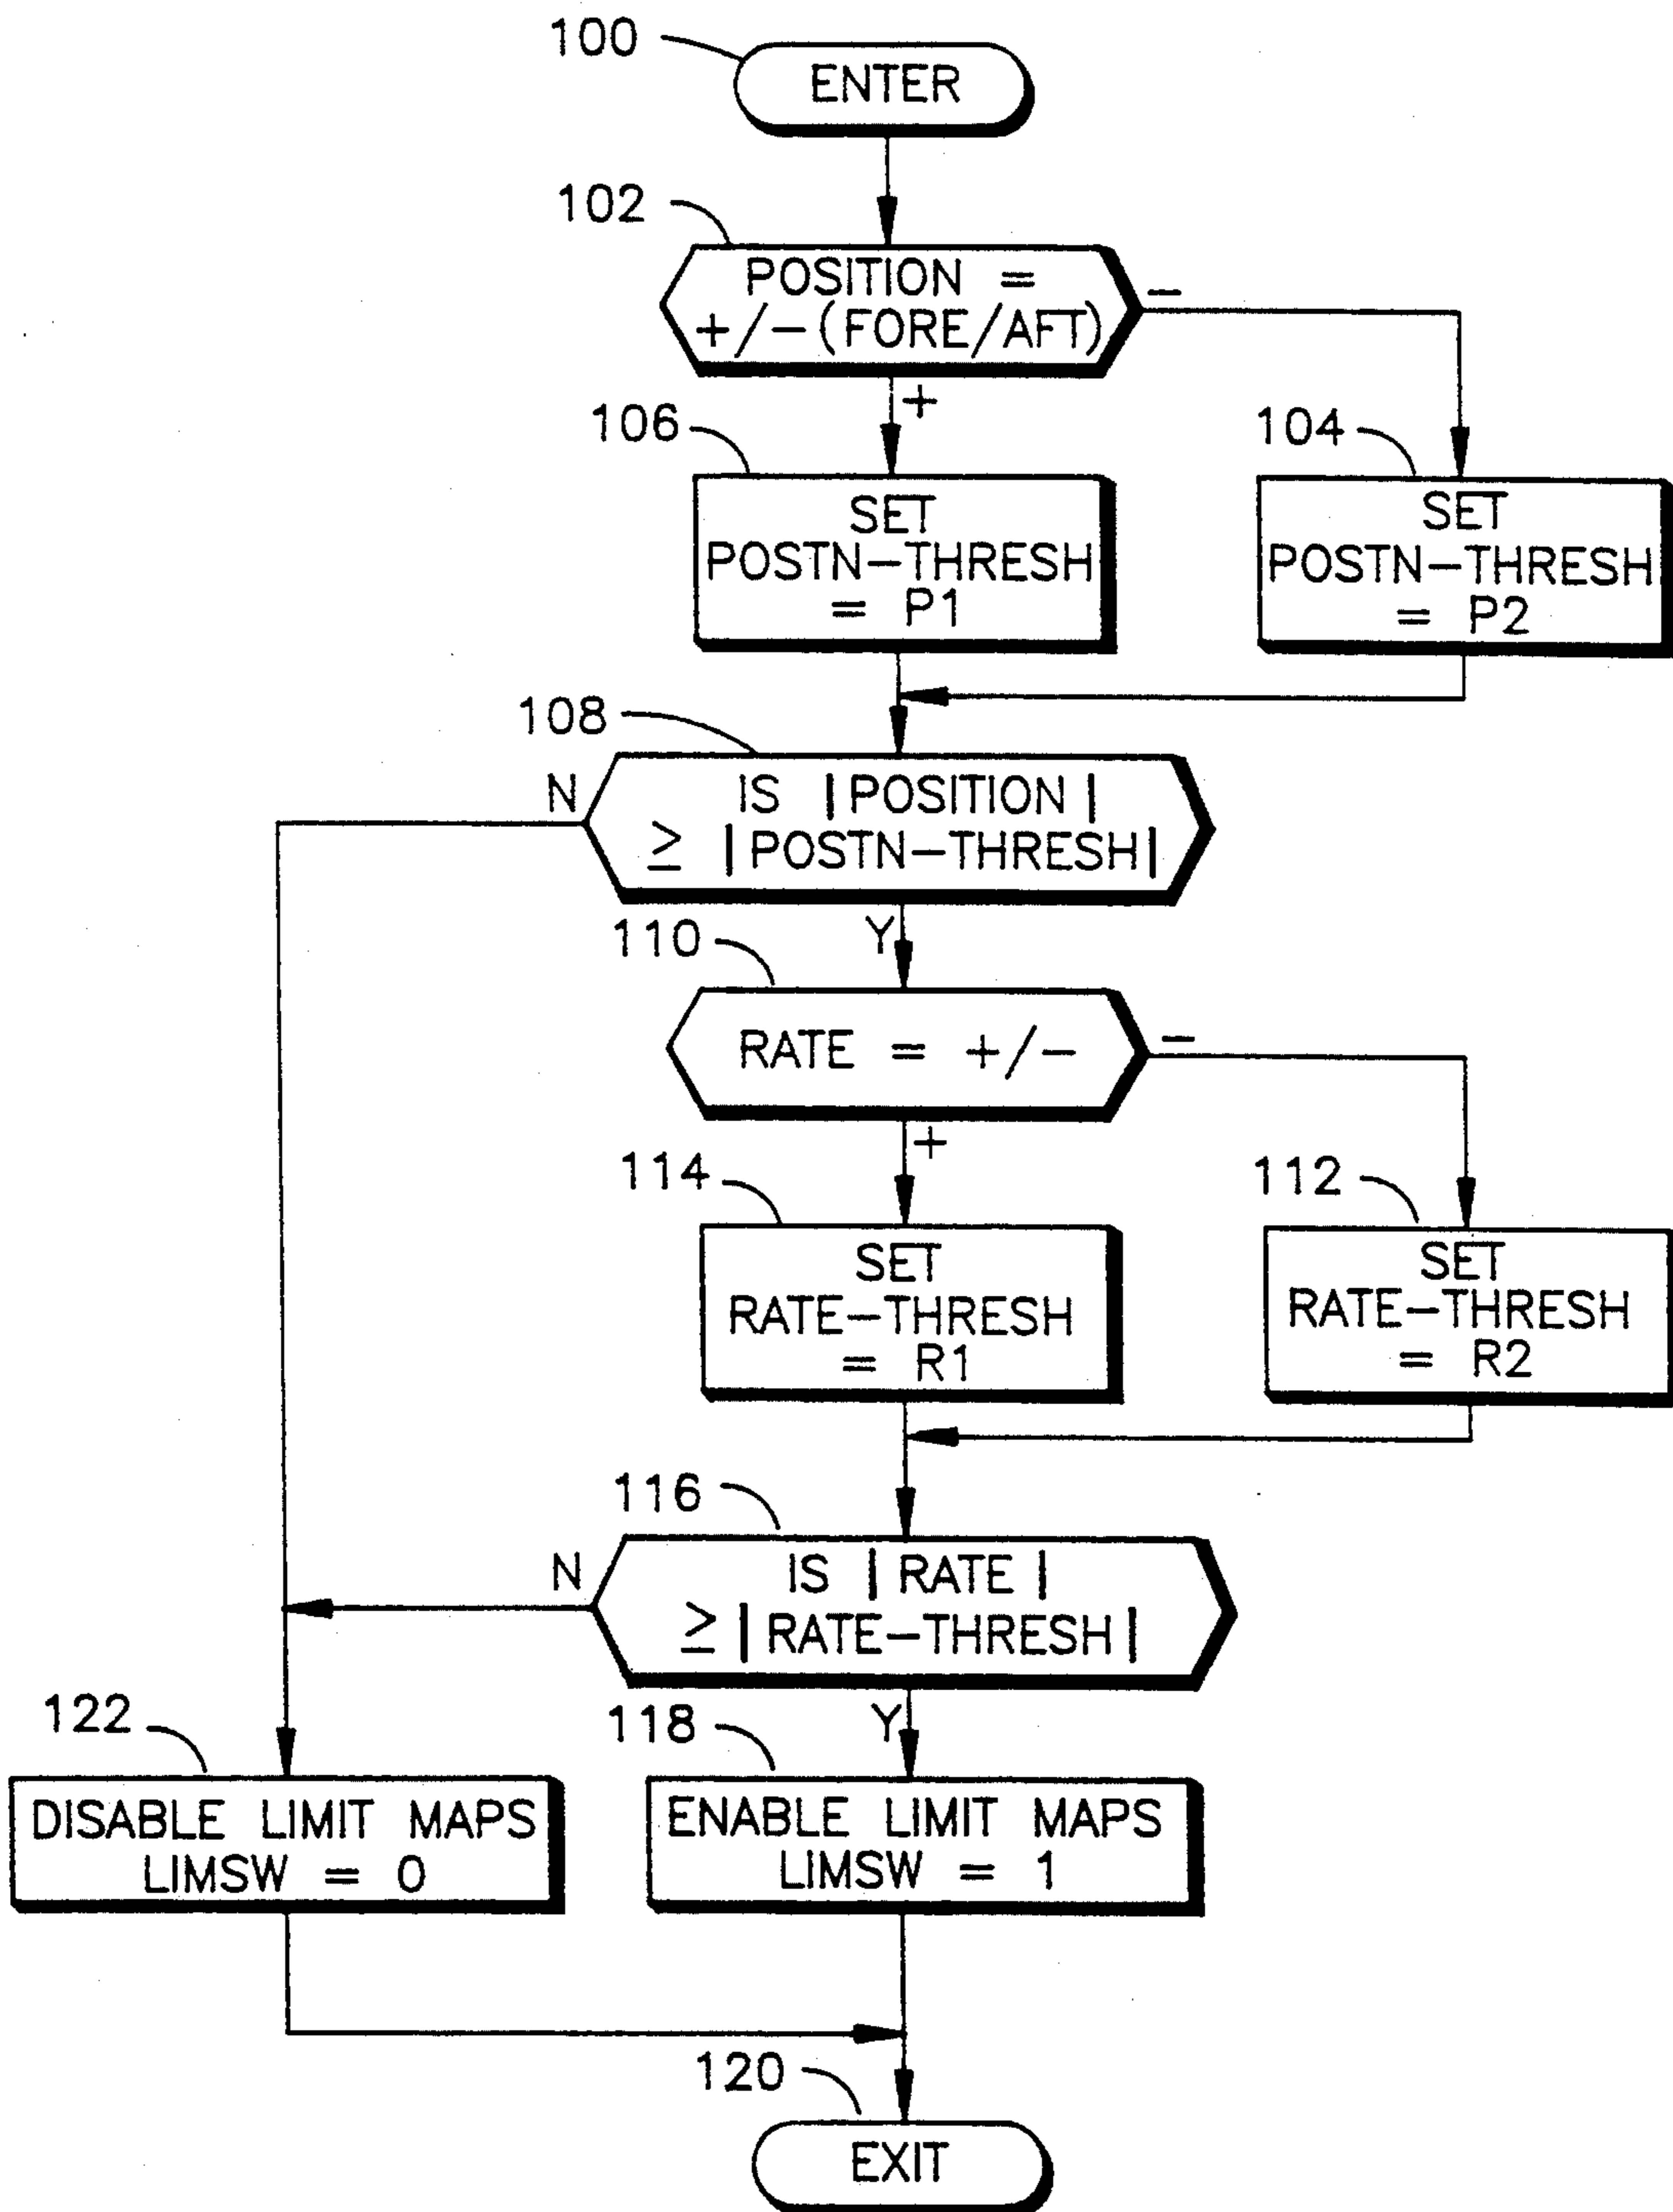 100
ENTER
102
POSITION =
+/-(FORE/AFT)
-
+
106
SET
POSTN-THRESH
= P1
104
SET
POSTN-THRESH
= P2
108
N
IS |POSITION|
≥ |POSTN-THRESH|
Y
110
RATE = +/-
-
+
114
SET
RATE-THRESH
= R1
112
SET
RATE-THRESH
= R2
116
N
IS |RATE|
≥ |RATE-THRESH|
Y
122
DISABLE LIMIT MAPS
LIMSW = 0
118
ENABLE LIMIT MAPS
LIMSW = 1
120
EXIT